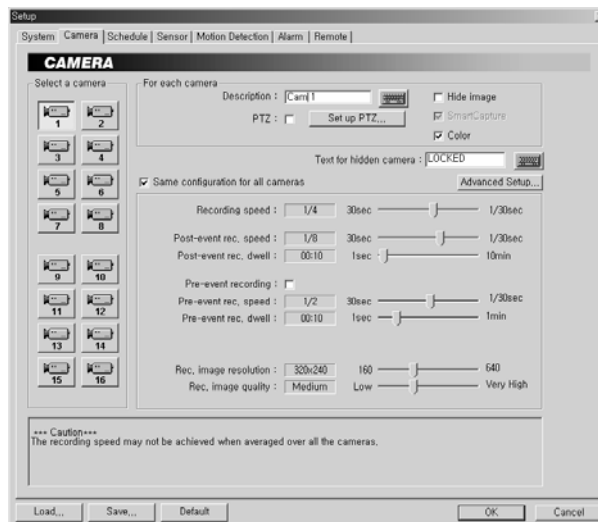 Setup
System Camera Schedule Sensor Motion Detection Alarm Remote
CAMERA
Select a camera
1 2
3 4
5 6
7 8
9 10
11 12
13 14
15 16
For each camera
Description : Cam 1
Hide image
PTZ : Set up PTZ...
SmartCapture
Color
Text for hidden camera : LOCKED
Same configuration for all cameras
Advanced Setup...
Recording speed : 1/4 30sec 1/30sec
Post-event rec, speed : 1/8 30sec 1/30sec
Post-event rec, dwell : 00:10 1sec 10min
Pre-event recording :
Pre-event rec, speed : 1/2 30sec 1/30sec
Pre-event rec, dwell : 00:10 1sec 1min
Rec, image resolution : 320x240 160 640
Rec, image quality : Medium Low Very High
*** Caution***
The recording speed may not be achieved when averaged over all the cameras.
Load... Save... Default OK Cancel